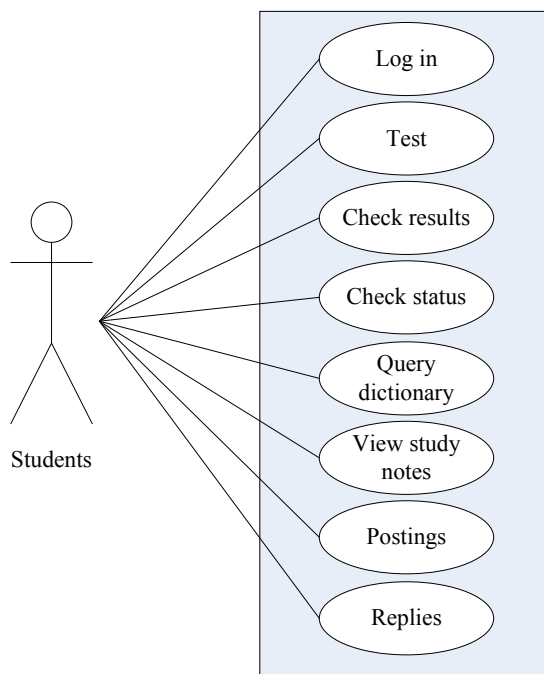 Log in
Test
Check results
Check status
Query
dictionary
View study
notes
Postings
Replies
Students